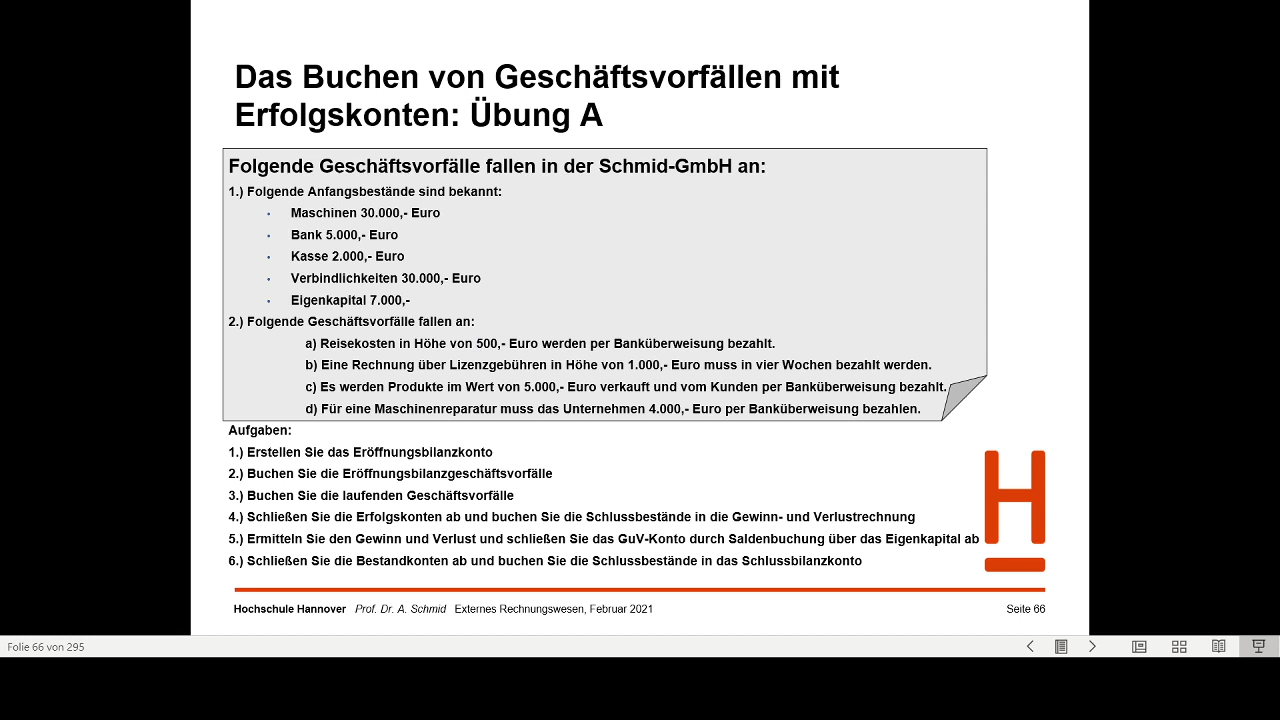 Das Buchen von Geschäftsvorfällen mit
Erfolgskonten: Übung A
Folgende Geschäftsvorfälle fallen in der Schmid-GmbH an:
1.) Folgende Anfangsbestände sind bekannt:
• Maschinen 30.000,- Euro
• Bank 5.000,- Euro
• Kasse 2.000,- Euro
• Verbindlichkeiten 30.000,- Euro
• Eigenkapital 7.000,-
2.) Folgende Geschäftsvorfälle fallen an:
a) Reisekosten in Höhe von 500,- Euro werden per Banküberweisung bezahlt.
b) Eine Rechnung über Lizenzgebühren in Höhe von 1.000,- Euro muss in vier Wochen bezahlt werden.
c) Es werden Produkte im Wert von 5.000,- Euro verkauft und vom Kunden per Banküberweisung bezahlt.
d) Für eine Maschinenreparatur muss das Unternehmen 4.000,- Euro per Banküberweisung bezahlen.
Aufgaben:
1.) Erstellen Sie das Eröffnungsbilanzkonto
2.) Buchen Sie die Eröffnungsbilanzgeschäftsvorfälle
3.) Buchen Sie die laufenden Geschäftsvorfälle
4.) Schließen Sie die Erfolgskonten ab und buchen Sie die Schlussbestände in die Gewinn- und Verlustrechnung
5.) Ermitteln Sie den Gewinn und Verlust und schließen Sie das GuV-Konto durch Saldenbuchung über das Eigenkapital ab
6.) Schließen Sie die Bestandkonten ab und buchen Sie die Schlussbestände in das Schlussbilanzkonto
H
Hochschule Hannover Prof. Dr. A. Schmid Externes Rechnungswesen, Februar 2021 Seite 66
Folie 66 von 295